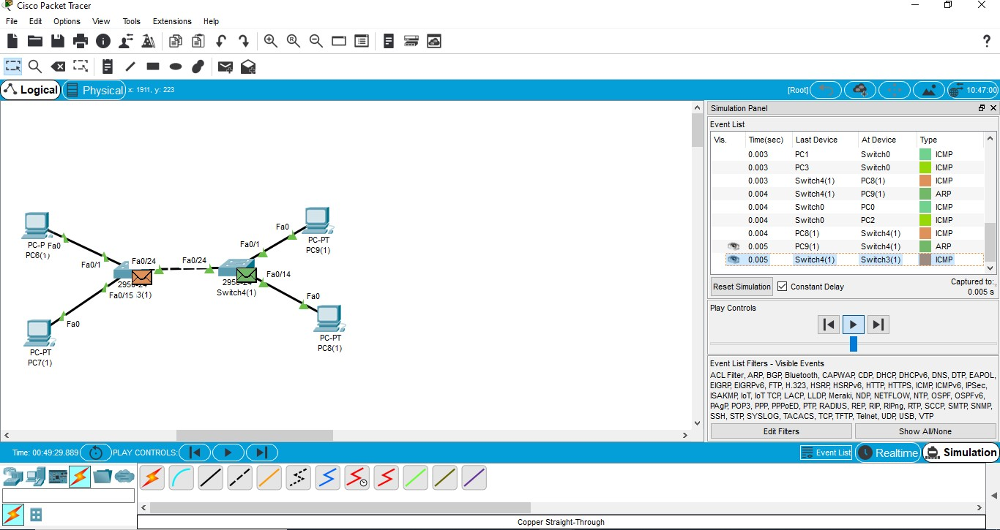 Cisco Packet Tracer
File Edit Options View Tools Extensions Help
Logical Physical x: 1911, y: 223 [Root] 10:47:00
Simulation Panel
Event List
Vis. Time(sec) Last Device At Device Type
0.003 PC1 Switch0 ICMP
0.003 PC3 Switch0 ICMP
0.003 Switch4(1) PC8(1) ICMP
0.004 Switch4(1) PC9(1) ARP
0.004 Switch0 PC0 ICMP
0.004 Switch0 PC2 ICMP
0.004 PC8(1) Switch4(1) ICMP
0.005 PC9(1) Switch4(1) ARP
0.005 Switch4(1) Switch3(1) ICMP
Reset Simulation Constant Delay Captured to:
0.005 s
Play Controls
Event List Filters - Visible Events
ACL Filter, ARP, BGP, Bluetooth, CAPWAP, CDP, DHCP, DHCPv6, DNS, DTP, EAPOL,
EIGRP, EIGRPv6, FTP, H.323, HSRP, HSRPv6, HTTP, HTTPS, ICMP, ICMPv6, IPSec,
ISAKMP, IoT, IoT TCP, LACP, LLDP, Meraki, NDP, NETFLOW, NTP, OSPF, OSPFv6,
PAgP, POP3, PPP, PPPoED, PTP, RADIUS, REP, RIP, RIPng, RTP, SCCP, SMTP, SNMP,
SSH, STP, SYSLOG, TACACS, TCP, TFTP, Telnet, UDP, USB, VTP
Edit Filters Show All/None
Fa0
PC-PT
PC9(1)
Fa0/1
PC-P Fa0
PC6(1)
Fa0/1
Fa0/24
Fa0/24
Fa0/14
Switch4(1)
Fa0/15 3(1)
Fa0
PC-PT
PC8(1)
Fa0
PC-PT
PC7(1)
Time: 00:49:29.889 PLAY CONTROLS: Event List Realtime Simulation
Copper Straight-Through